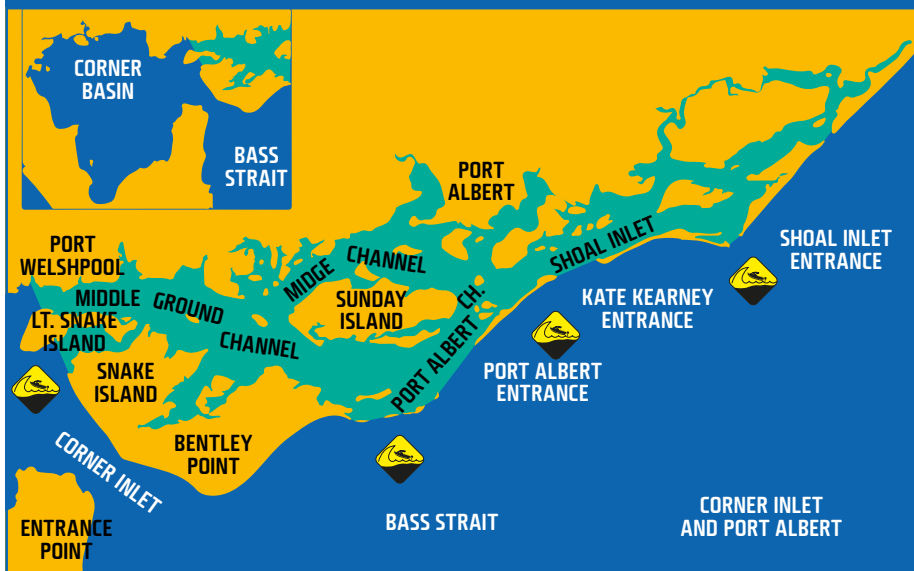 CORNER
BASIN
BASS
STRAIT
PORT
ALBERT
PORT
WELSHPOOL
MIDGE CHANNEL
SHOAL INLET
SHOAL INLET
ENTRANCE
MIDDLE GROUND CHANNEL
LT. SNAKE
ISLAND
SUNDAY
ISLAND
PORT ALBERT CH.
KATE KEARNEY
ENTRANCE
SNAKE
ISLAND
PORT ALBERT
ENTRANCE
CORNER INLET
BENTLEY
POINT
ENTRANCE
POINT
BASS STRAIT
CORNER INLET
AND PORT ALBERT